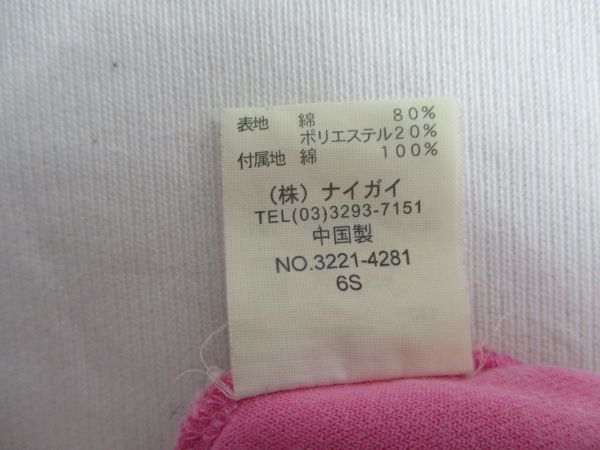 表地 綿 80%
ポリエステル20%
付属地 綿 100%
(株) ナイガイ
TEL(03)3293-7151
中国製
NO.3221-4281
6S